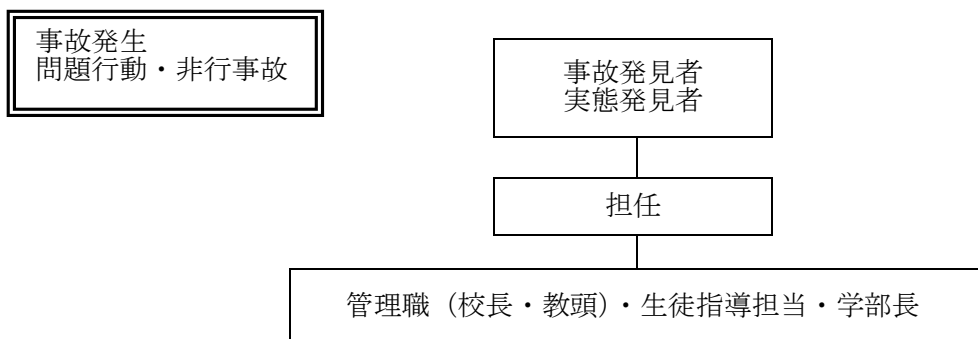 事故発生
問題行動・非行事故
事故発見者
実態発見者
担任
管理職（校長・教頭）・生徒指導担当・学部長